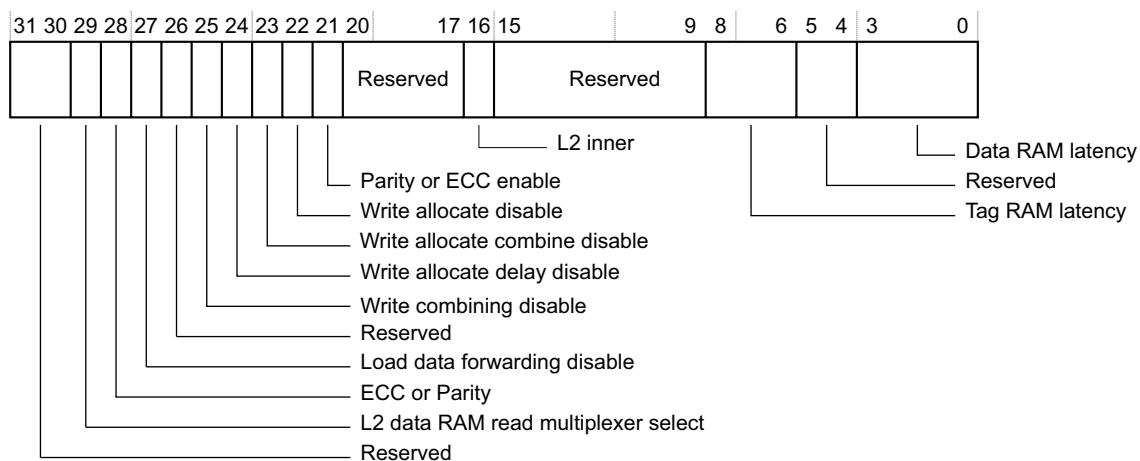 31 30 29 28 27 26 25 24 23 22 21 20 17 16 15 9 8 6 5 4 3 0
Reserved Reserved
L2 inner
Data RAM latency
Parity or ECC enable Reserved
Write allocate disable Tag RAM latency
Write allocate combine disable
Write allocate delay disable
Write combining disable
Reserved
Load data forwarding disable
ECC or Parity
L2 data RAM read multiplexer select
Reserved